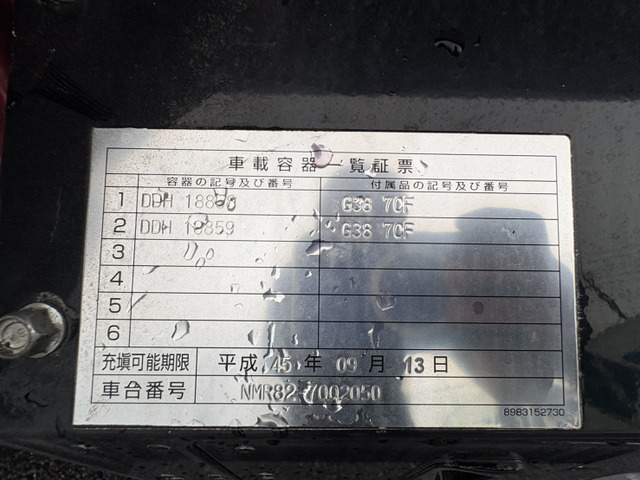 車載容器一覧証票
容器の記号及び番号 付属品の記号及び番号
1 DDH G38 7CF
2 DDH 18859 G38 7CF
3
4
5
6
充填可能期限 平成 45 年 09 月 13 日
車台番号 NMR82-7002050
8983152730